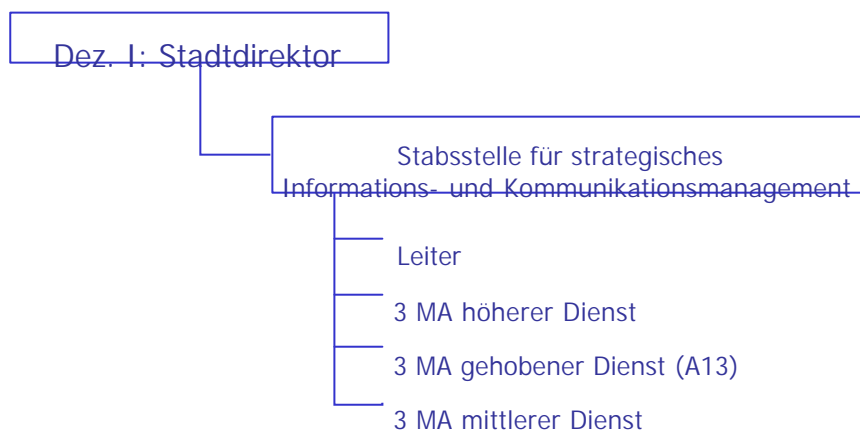 Dez. I: Stadtdirektor
Stabsstelle für strategisches
Informations- und Kommunikationsmanagement
Leiter
3 MA höherer Dienst
3 MA gehobener Dienst (A13)
3 MA mittlerer Dienst